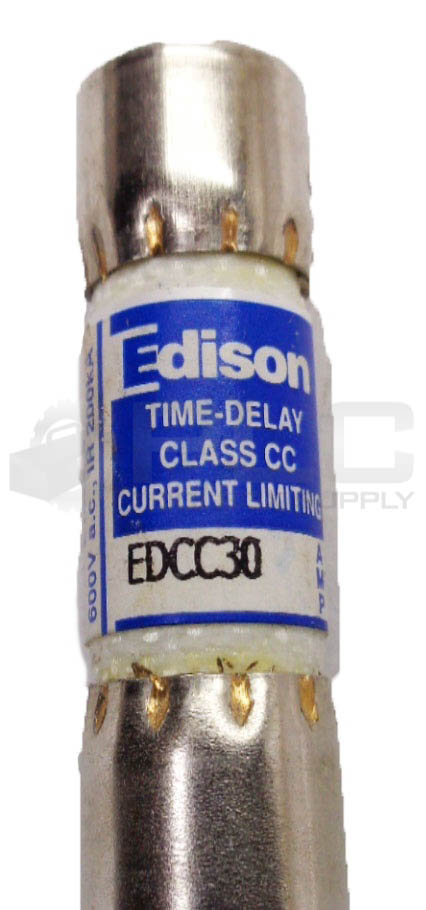 Edison
TIME-DELAY
CLASS CC
CURRENT LIMITING
EDCC30
AMP
600V a.c., IR 200KA